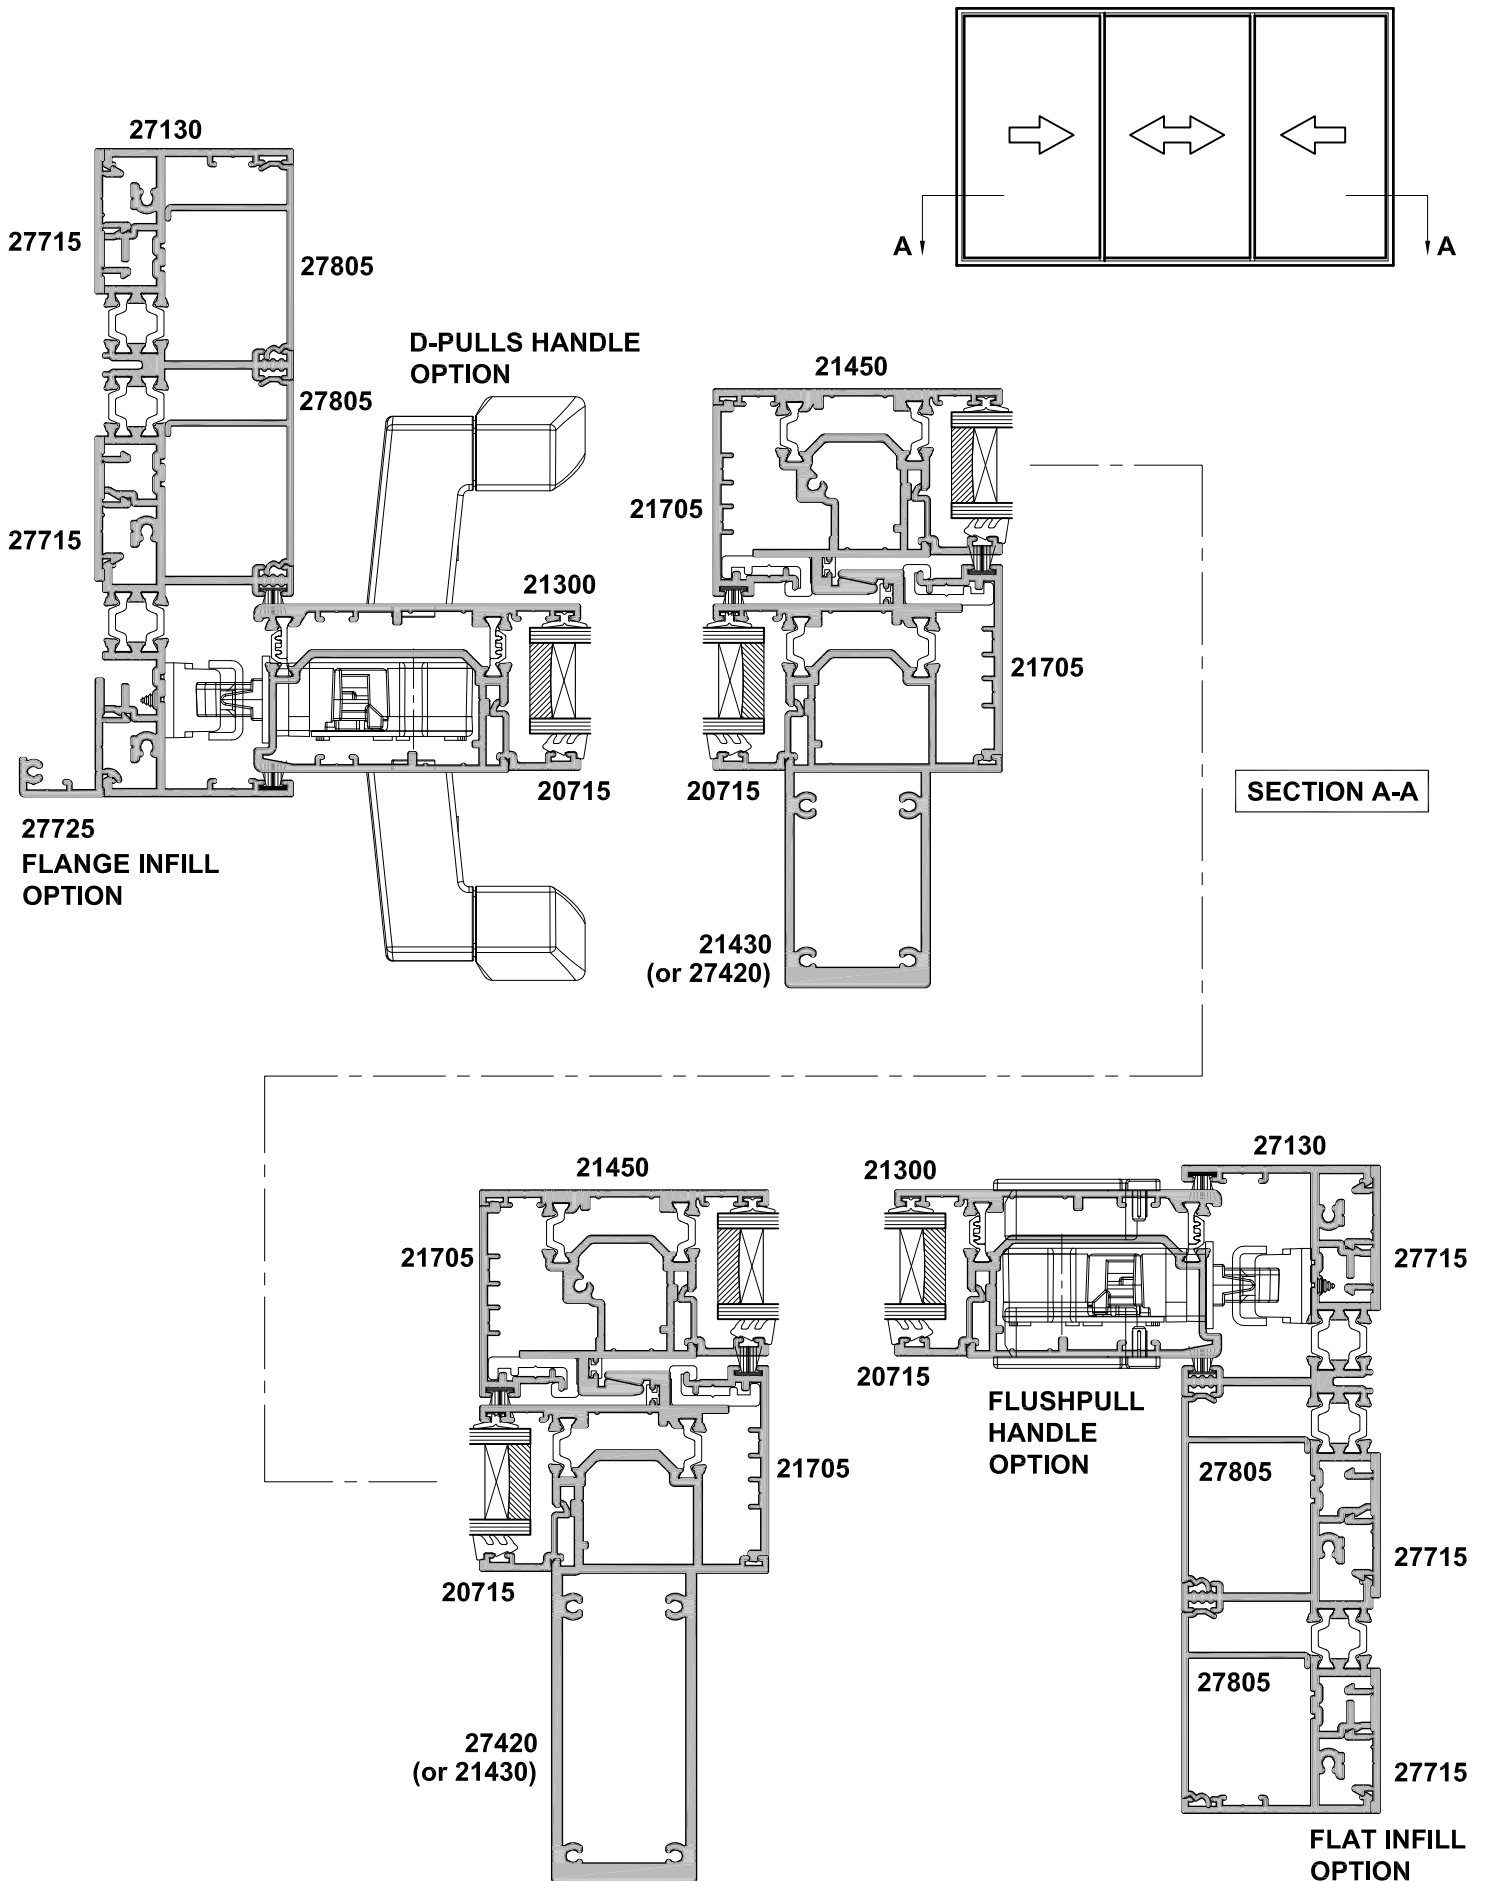 27130
27715
27805
A
A
D-PULLS HANDLE
OPTION
21450
27805
21705
27715
21300
21705
20715
20715
SECTION A-A
27725
FLANGE INFILL
OPTION
21430
(or 27420)
21450
21300
27130
21705
27715
20715
FLUSHPULL
HANDLE
OPTION
21705
27805
27715
20715
27805
27420
(or 21430)
27715
FLAT INFILL
OPTION